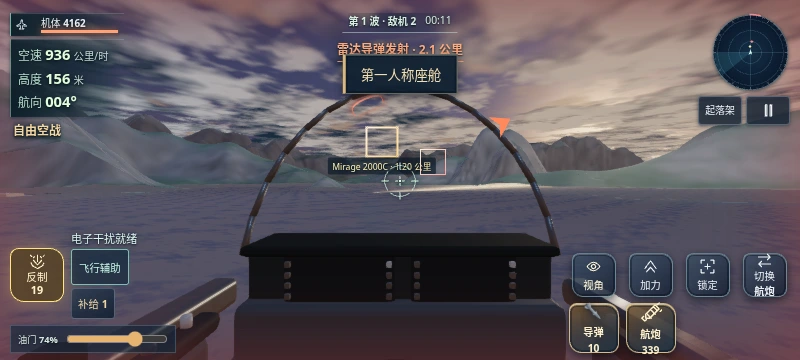 机体 4162
第 1 波 · 敌机 2 00:11
雷达导弹发射 · 2.1 公里
第一人称座舱
空速 936 公里/时
高度 156 米
航向 004°
自由空战
起落架
Mirage 2000C
公里
电子干扰就绪
反制
19
飞行辅助
补给 1
油门 74%
视角
加力
锁定
切换
航炮
导弹
10
航炮
339